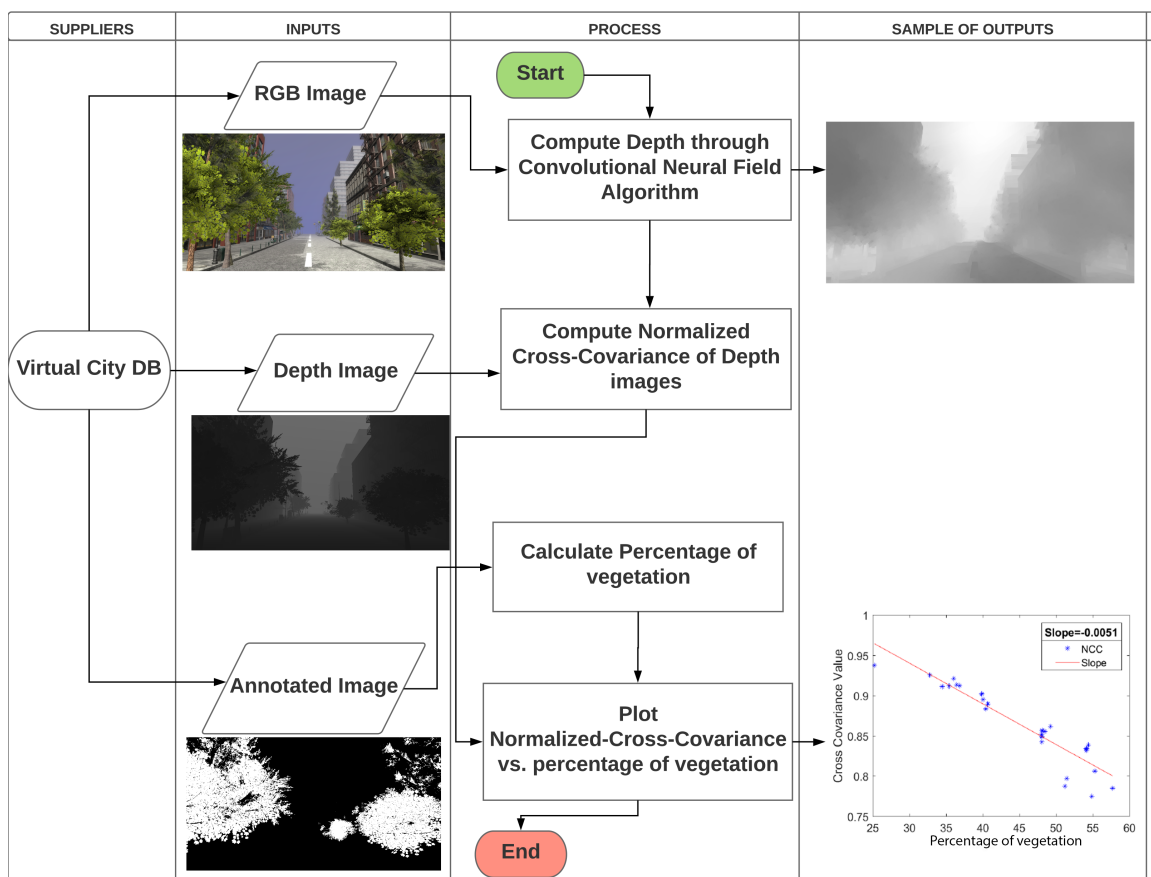 SUPPLIERS
INPUTS
PROCESS
SAMPLE OF OUTPUTS
RGB Image
Start
Compute Depth through
Convolutional Neural Field
Algorithm
Virtual City DB
Depth Image
Compute Normalized
Cross-Covariance of Depth
images
Calculate Percentage of
vegetation
Annotated Image
Plot
Normalized-Cross-Covariance
vs. percentage of vegetation
End
Slope=-0.0051
NCC
Slope
Cross Covariance Value
1
0.95
0.9
0.85
0.8
0.75
25 30 35 40 45 50 55 60
Percentage of vegetation